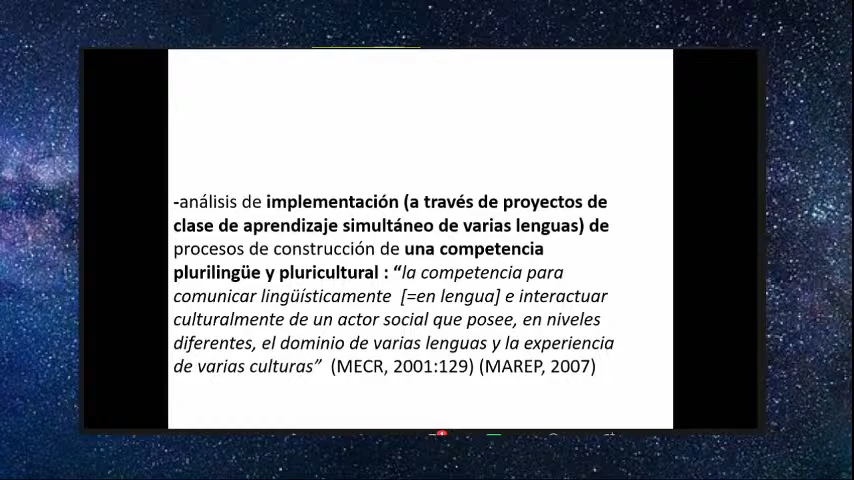 -análisis de implementación (a través de proyectos de
clase de aprendizaje simultáneo de varias lenguas) de
procesos de construcción de una competencia
plurilingüe y pluricultural : “la competencia para
comunicar lingüísticamente [=en lengua] e interactuar
culturalmente de un actor social que posee, en niveles
diferentes, el dominio de varias lenguas y la experiencia
de varias culturas” (MECR, 2001:129) (MAREP, 2007)